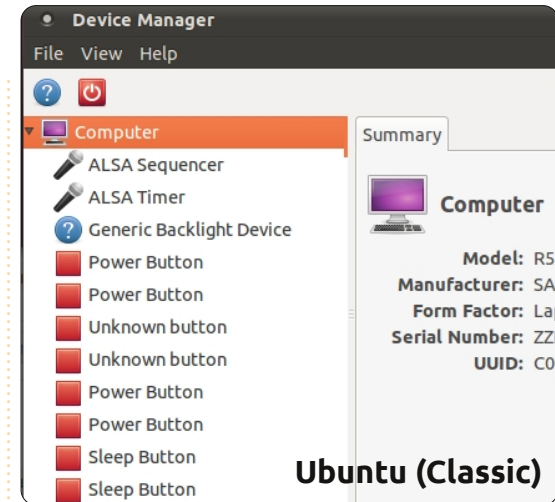 Device Manager
File View Help
Computer
ALSA Sequencer
ALSA Timer
Generic Backlight Device
Power Button
Power Button
Unknown button
Unknown button
Power Button
Power Button
Sleep Button
Sleep Button
Summary
Computer
Model: R5
Manufacturer: SA
Form Factor: La
Serial Number: ZZ
UUID: C0
Ubuntu (Classic)